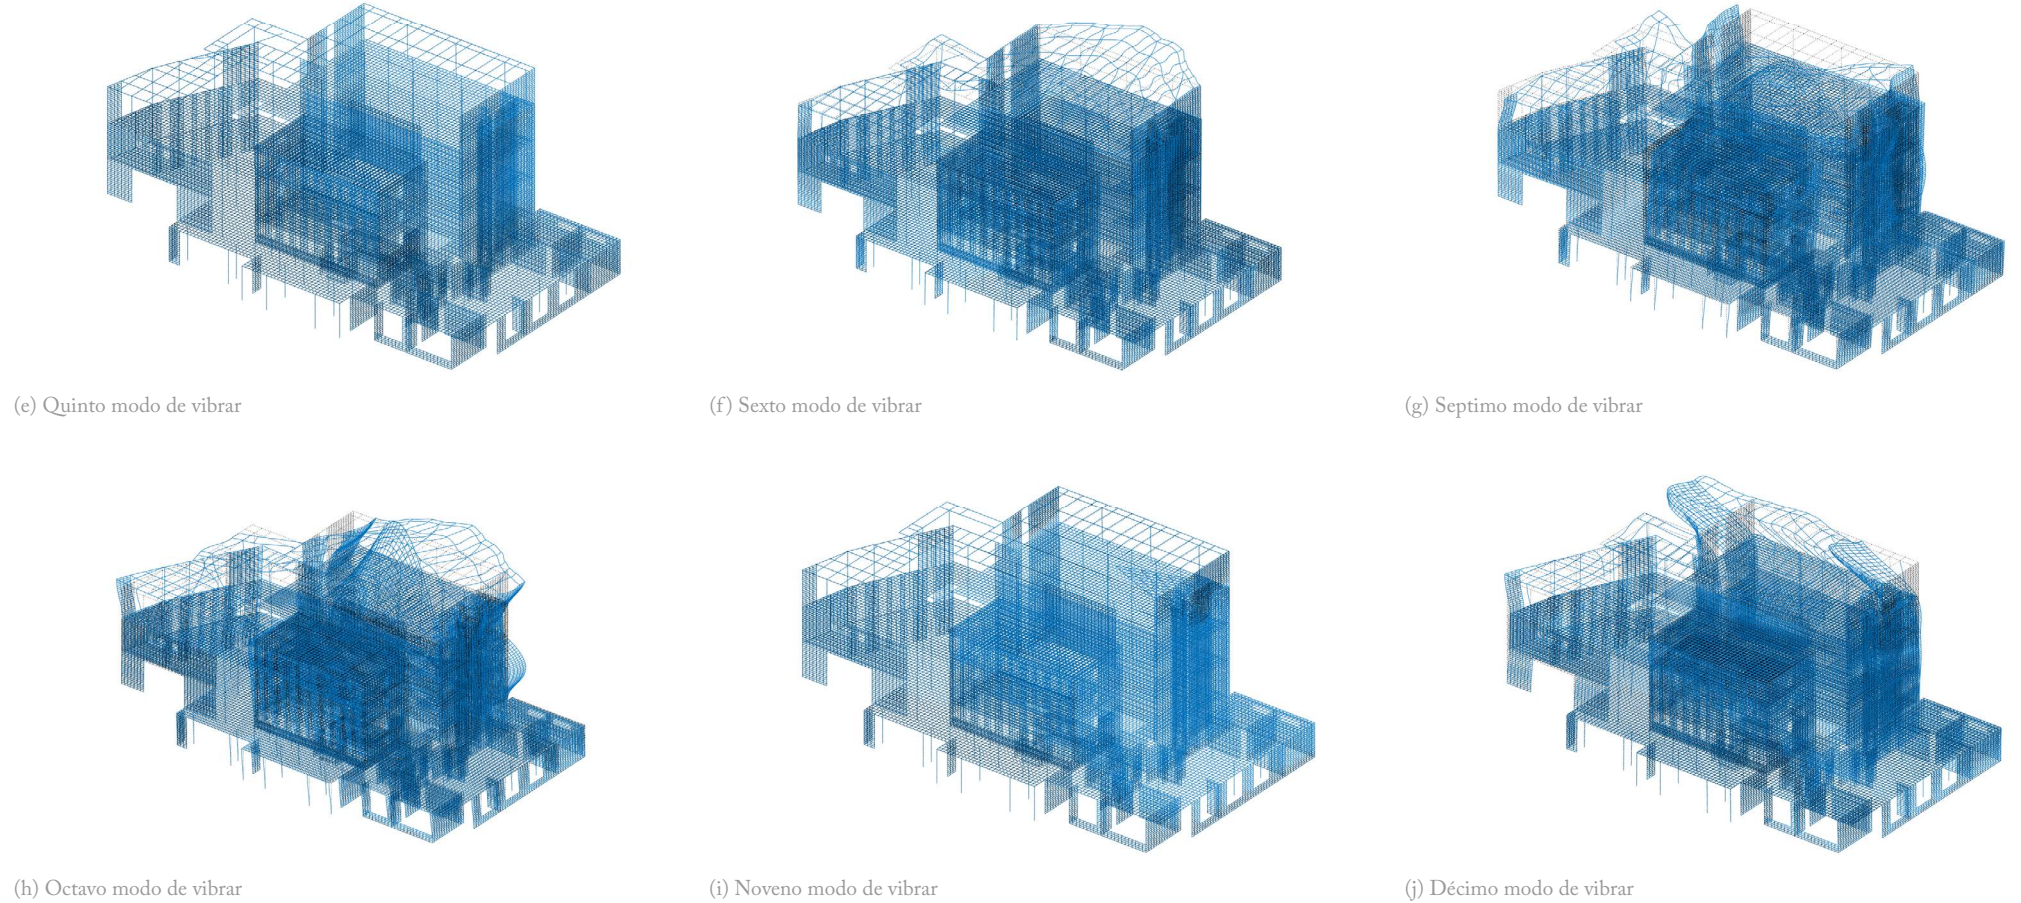 (e) Quinto modo de vibrar
(f) Sexto modo de vibrar
(g) Septimo modo de vibrar
(h) Octavo modo de vibrar
(i) Noveno modo de vibrar
(j) Décimo modo de vibrar